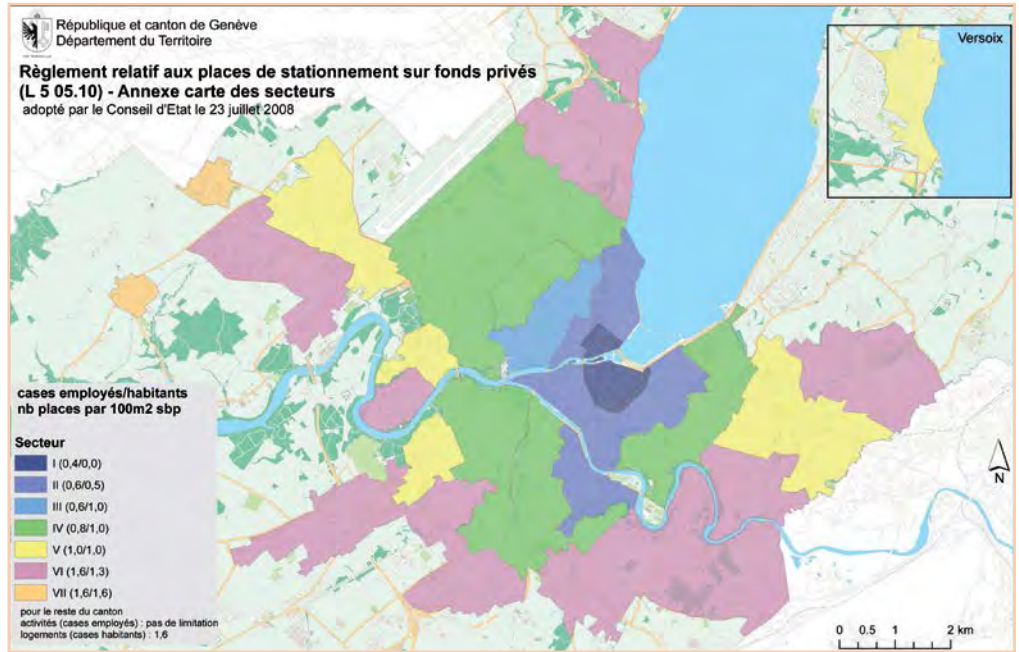 République et canton de Genève
Département du Territoire
Règlement relatif aux places de stationnement sur fonds privés
(L 5 05.10) - Annexe carte des secteurs
adopté par le Conseil d'Etat le 23 juillet 2008
Versoix
cases employés/habitants
nb places par 100m2 sbp
Secteur
I (0,4/0,0)
II (0,6/0,5)
III (0,6/1,0)
IV (0,8/1,0)
V (1,0/1,0)
VI (1,6/1,3)
VII (1,6/1,6)
pour le reste du canton
activités (cases employés) : pas de limitation
logements (cases habitants) : 1,6
N
0 0.5 1 2 km